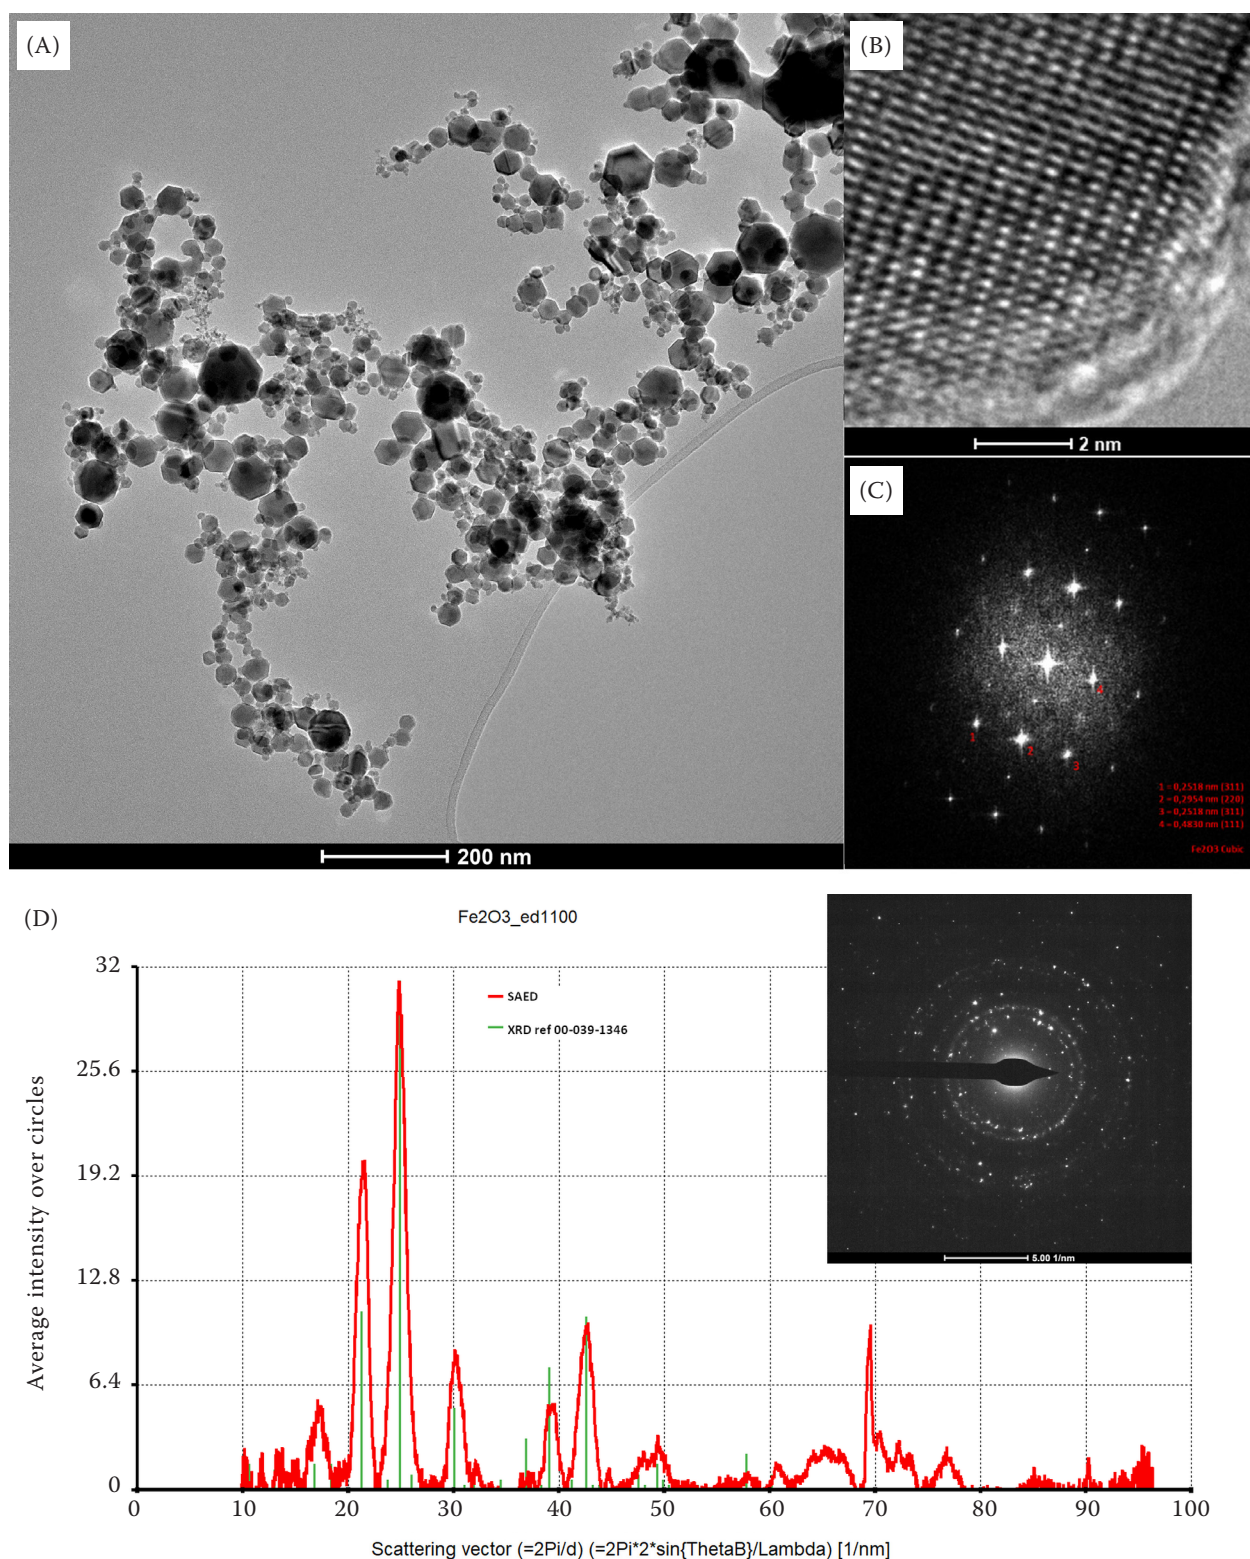 (A)
(B)
2 nm
(C)
1
2
3
4
1 = 0,2518 nm (311)
2 = 0,2954 nm (220)
3 = 0,2518 nm (311)
4 = 0,4830 nm (111)
Fe2O3 Cubic
200 nm
(D)
Fe2O3_ed1100
32
25.6
19.2
12.8
6.4
0
Average intensity over circles
SAED
XRD ref 00-039-1346
5.00 1/nm
0 10 20 30 40 50 60 70 80 90 100
Scattering vector (=2Pi/d) (=2Pi*2*sin{ThetaB}/Lambda) [1/nm]